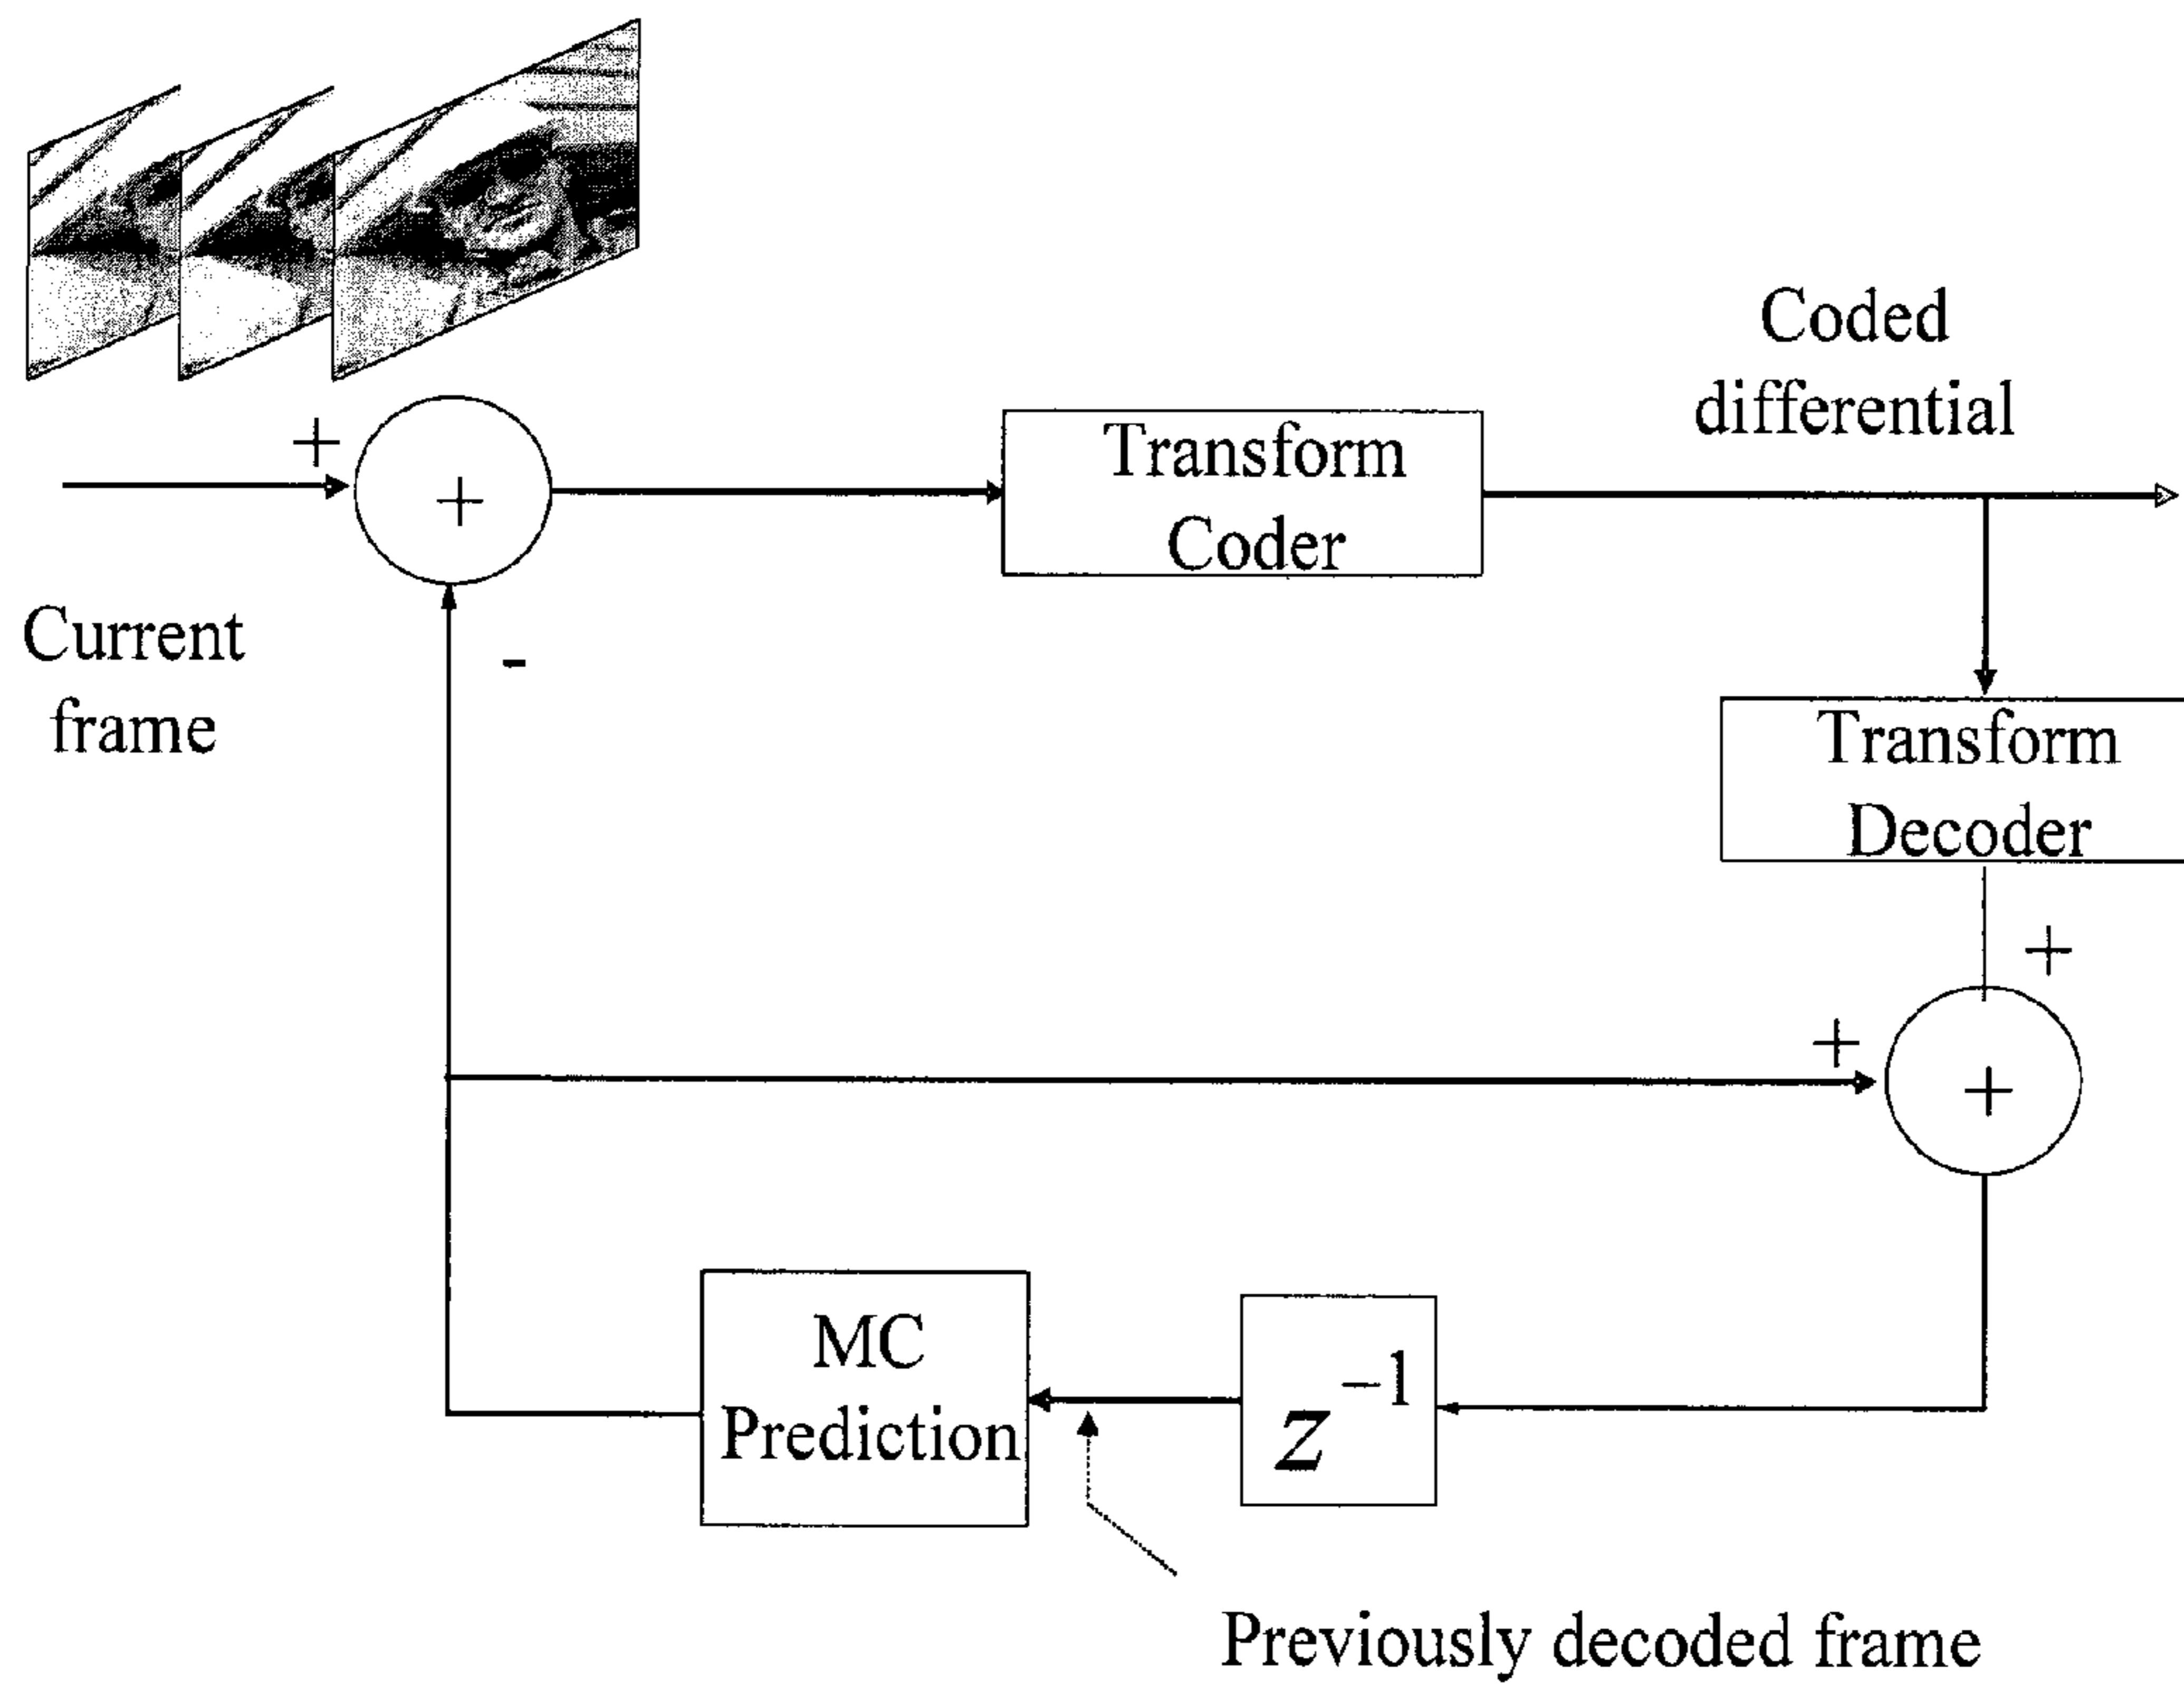 Coded
differential
+
+
Transform
Coder
Current
frame
-
Transform
Decoder
+
+
+
MC
Prediction
z⁻¹
Previously decoded frame